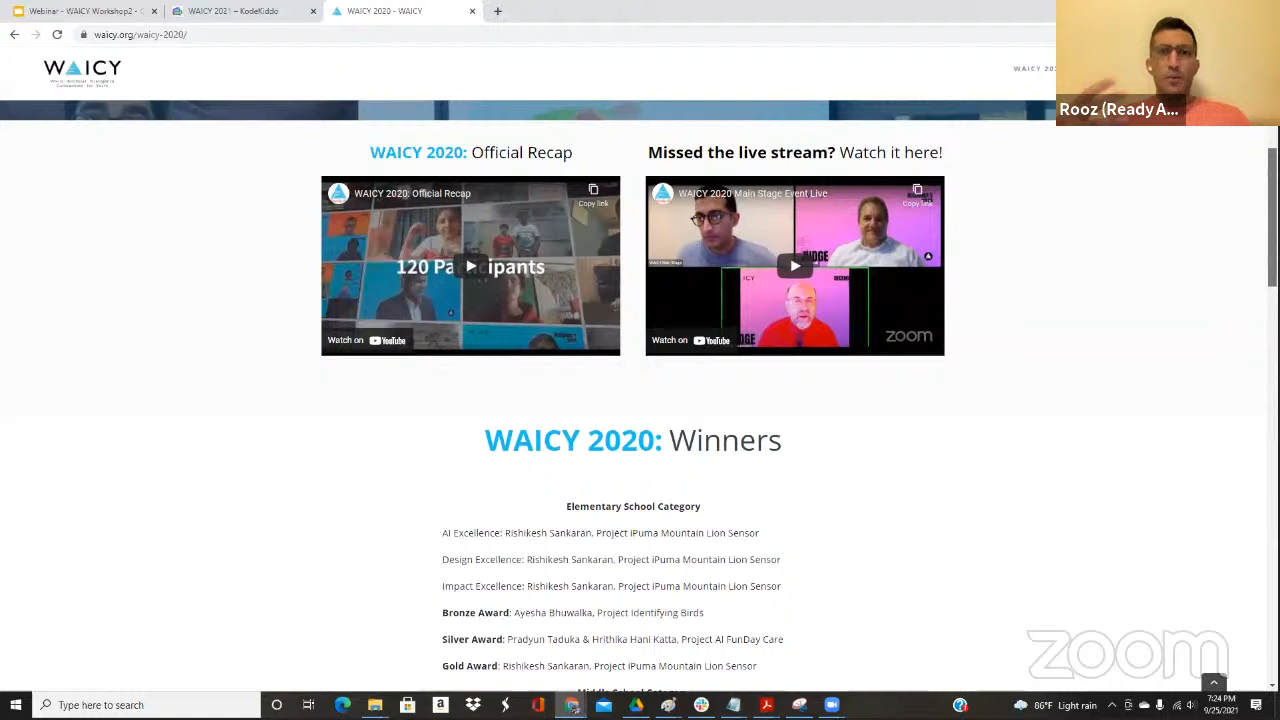 Webinar - WAICY Workshop2 - G
WAICY 2021 – KodeKiddo
WAICY 2020 - WAICY
waicy.org/waicy-2020/
WAICY
WAICY 202
Rooz (Ready A...
WAICY 2020: Official Recap
Missed the live stream? Watch it here!
WAICY 2020: Official Recap
Copy link
120 Pa icipants
Watch on YouTube
WAICY 2020 Main Stage Event Live
Copy link
Watch on YouTube
zoom
WAICY 2020: Winners
Elementary School Category
AI Excellence: Rishikesh Sankaran, Project iPuma Mountain Lion Sensor
Design Excellence: Rishikesh Sankaran, Project iPuma Mountain Lion Sensor
Impact Excellence: Rishikesh Sankaran, Project iPuma Mountain Lion Sensor
Bronze Award: Ayesha Bhuwalka, Project Identifying Birds
Silver Award: Pradyun Taduka & Hrithika Hani Katta, Project AI FunDay Care
Gold Award: Rishikesh Sankaran, Project iPuma Mountain Lion Sensor
Middle School Category
zoom
Type here to search
86°F Light rain
7:24 PM
9/25/2021